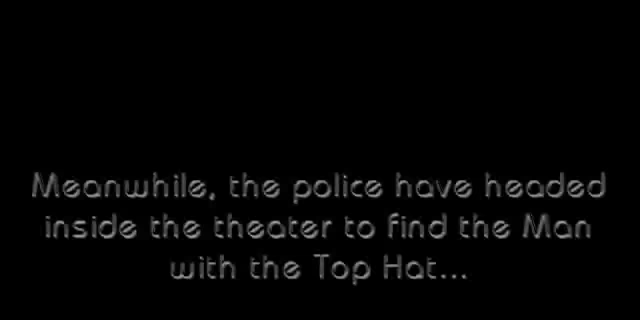 Meanwhile, the police have headed
inside the theater to find the Man
with the Top Hat...